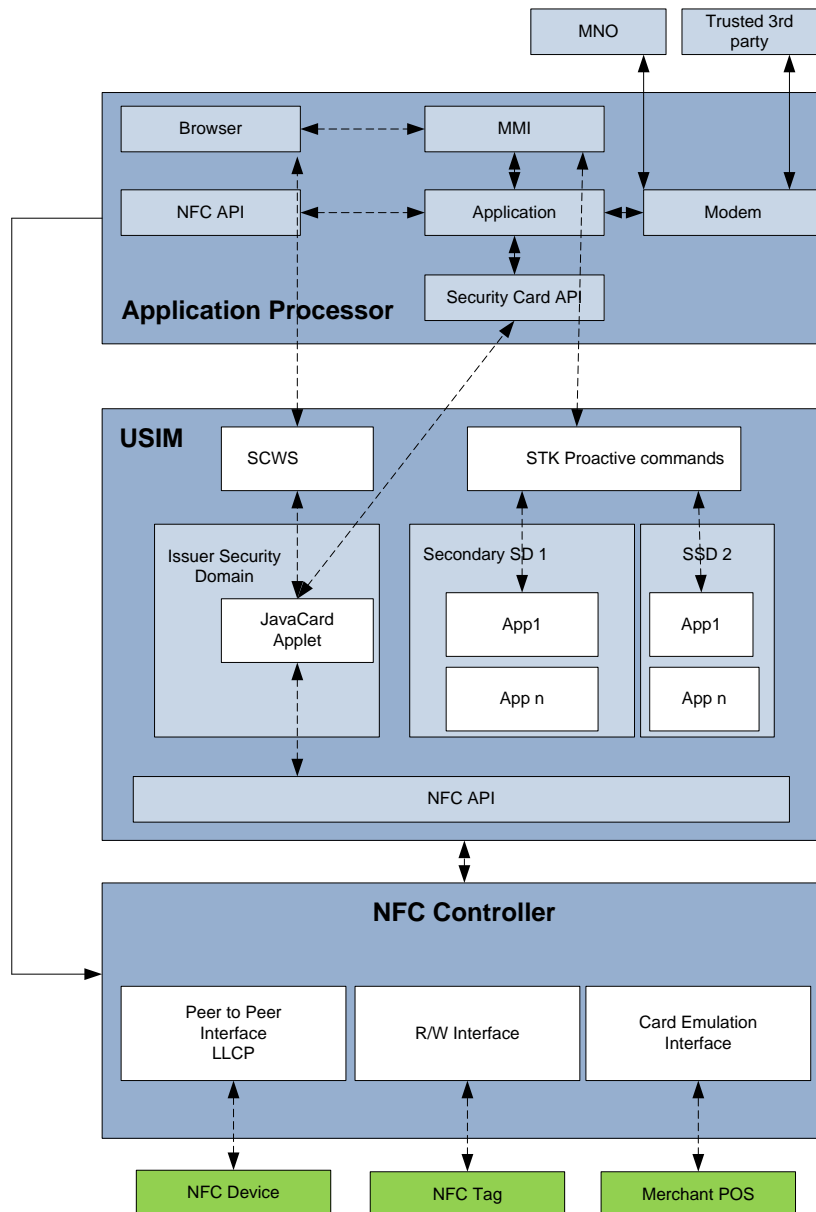 MNO
Trusted 3rd
party
Browser
MMI
NFC API
Application
Modem
Security Card API
Application Processor
USIM
SCWS
STK Proactive commands
Issuer Security
Domain
Secondary SD 1
SSD 2
JavaCard
Applet
App1
App1
App n
App n
NFC API
NFC Controller
Peer to Peer
Interface
LLCP
R/W Interface
Card Emulation
Interface
NFC Device
NFC Tag
Merchant POS